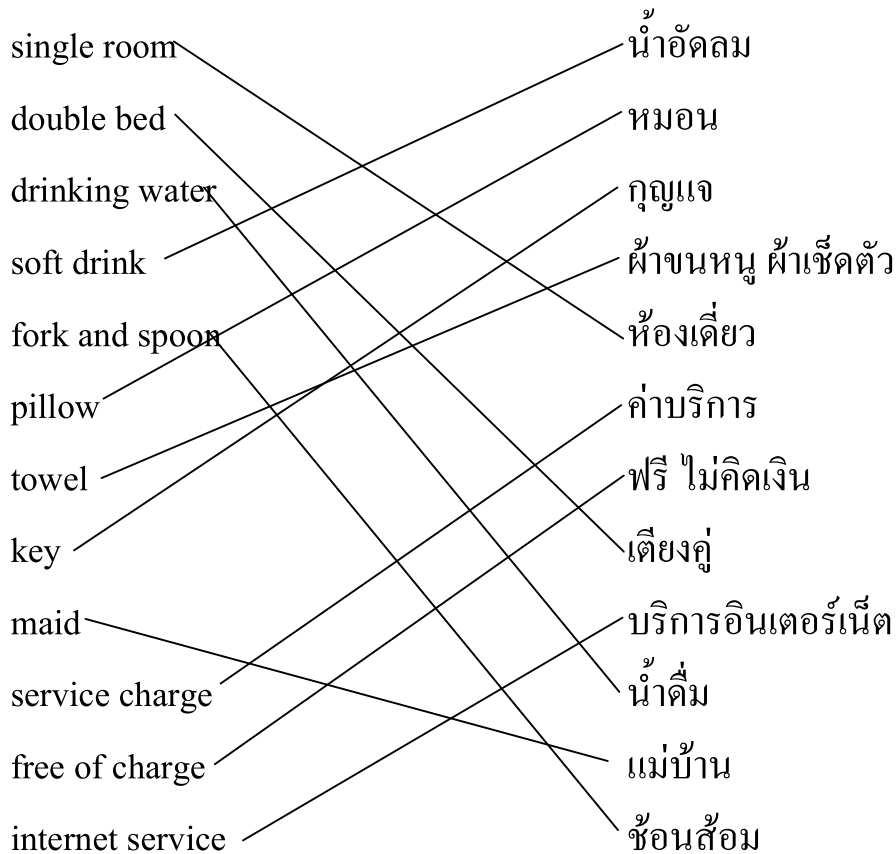 single room น้ำอัดลม
double bed หมอน
drinking water กุญแจ
soft drink ผ้าขนหนู ผ้าเช็ดตัว
fork and spoon ห้องเดี่ยว
pillow ค่าบริการ
towel ฟรี ไม่คิดเงิน
key เตียงคู่
maid บริการอินเตอร์เน็ต
service charge น้ำดื่ม
free of charge แม่บ้าน
internet service ช้อนส้อม